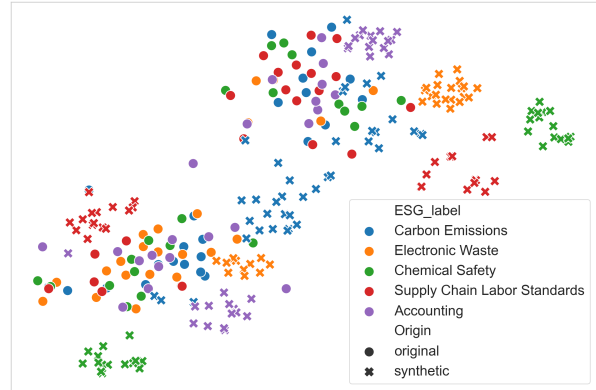 ESG_label
Carbon Emissions
Electronic Waste
Chemical Safety
Supply Chain Labor Standards
Accounting
Origin
original
synthetic